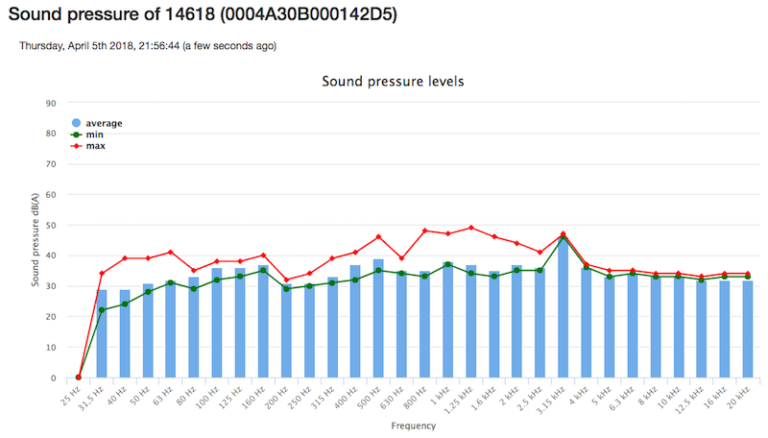 Sound pressure of 14618 (0004A30B000142D5)
Thursday, April 5th 2018, 21:56:44 (a few seconds ago)
Sound pressure levels
average
min
max
90
80
70
60
50
40
30
20
10
0
Sound pressure dB(A)
25 Hz
31,5 Hz
40 Hz
50 Hz
63 Hz
80 Hz
100 Hz
125 Hz
160 Hz
200 Hz
250 Hz
315 Hz
400 Hz
500 Hz
630 Hz
800 Hz
1 kHz
1.25 kHz
1.6 kHz
2 kHz
2.5 kHz
3.15 kHz
4 kHz
5 kHz
6.3 kHz
8 kHz
10 kHz
12.5 kHz
16 kHz
20 kHz
Frequency